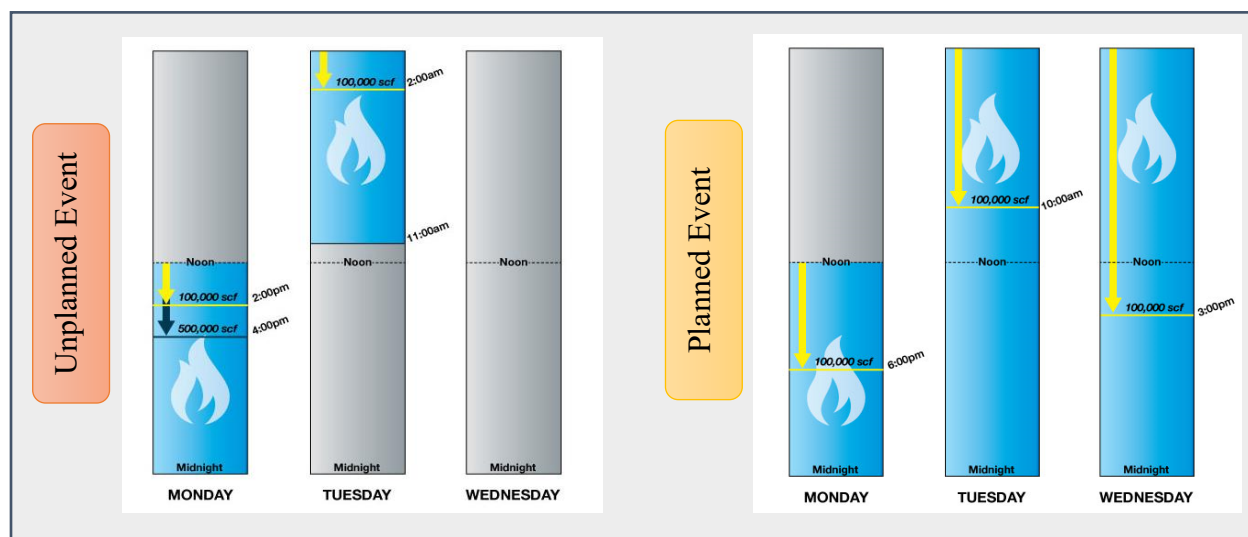 Unplanned Event
100,000 scf
2:00am
11:00am
Noon
Noon
Noon
100,000 scf
2:00pm
500,000 scf
4:00pm
Midnight
Midnight
Midnight
MONDAY
TUESDAY
WEDNESDAY
Planned Event
100,000 scf
10:00am
Noon
Noon
Noon
100,000 scf
3:00pm
100,000 scf
6:00pm
Midnight
Midnight
Midnight
MONDAY
TUESDAY
WEDNESDAY